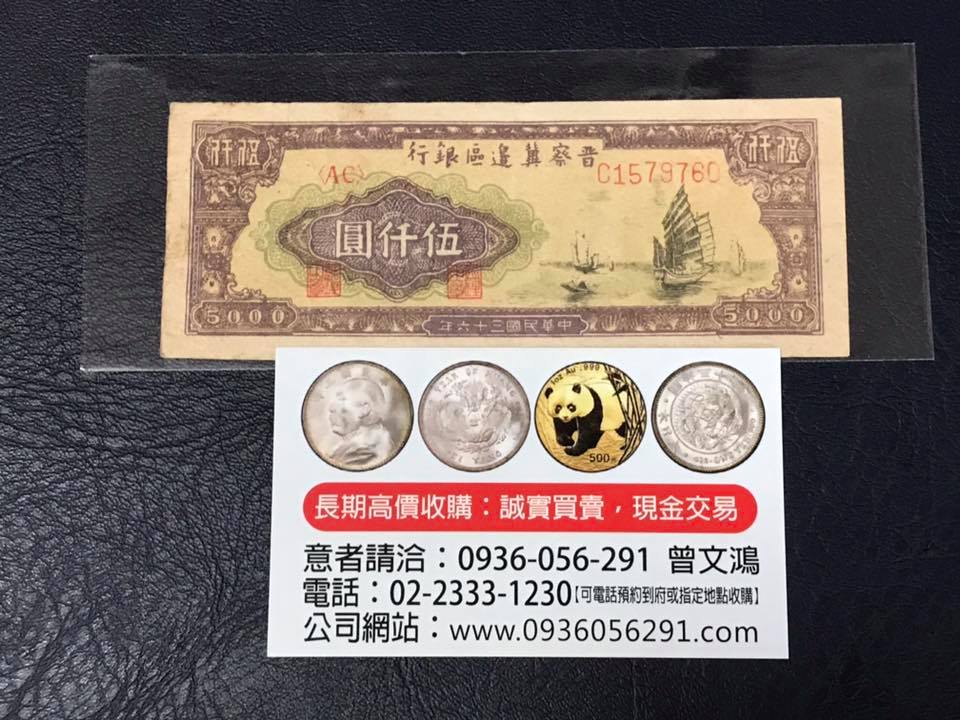 晉察冀邊區銀行
伍仟
伍仟
〈AC〉
C1579760
伍仟圓
5000
中華民國三十六年
5000
1oz Au .999
500元
長期高價收購：誠實買賣，現金交易
意者請洽：0936-056-291 曾文鴻
電話：02-2333-1230【可電話預約到府或指定地點收購】
公司網站：www.0936056291.com